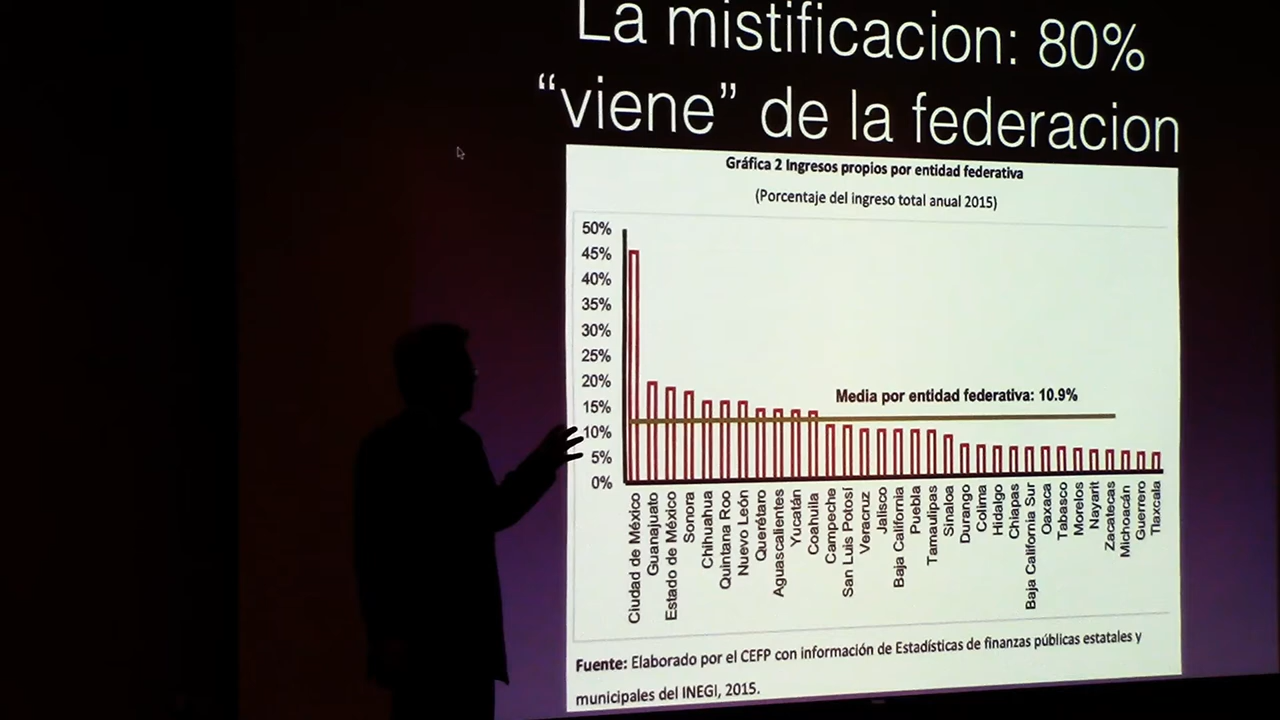 La mistificacion: 80%
“viene” de la federacion
Gráfica 2 Ingresos propios por entidad federativa
(Porcentaje del ingreso total anual 2015)
50%
45%
40%
35%
30%
25%
20%
15%
10%
5%
0%
Media por entidad federativa: 10.9%
Ciudad de México
Guanajuato
Estado de México
Sonora
Chihuahua
Quintana Roo
Nuevo León
Querétaro
Aguascalientes
Yucatán
Coahuila
Campeche
San Luis Potosí
Veracruz
Jalisco
Baja California
Puebla
Tamaulipas
Sinaloa
Durango
Colima
Hidalgo
Chiapas
Baja California Sur
Oaxaca
Tabasco
Morelos
Nayarit
Zacatecas
Michoacán
Guerrero
Tlaxcala
Fuente: Elaborado por el CEFP con información de Estadísticas de finanzas públicas estatales y
municipales del INEGI, 2015.